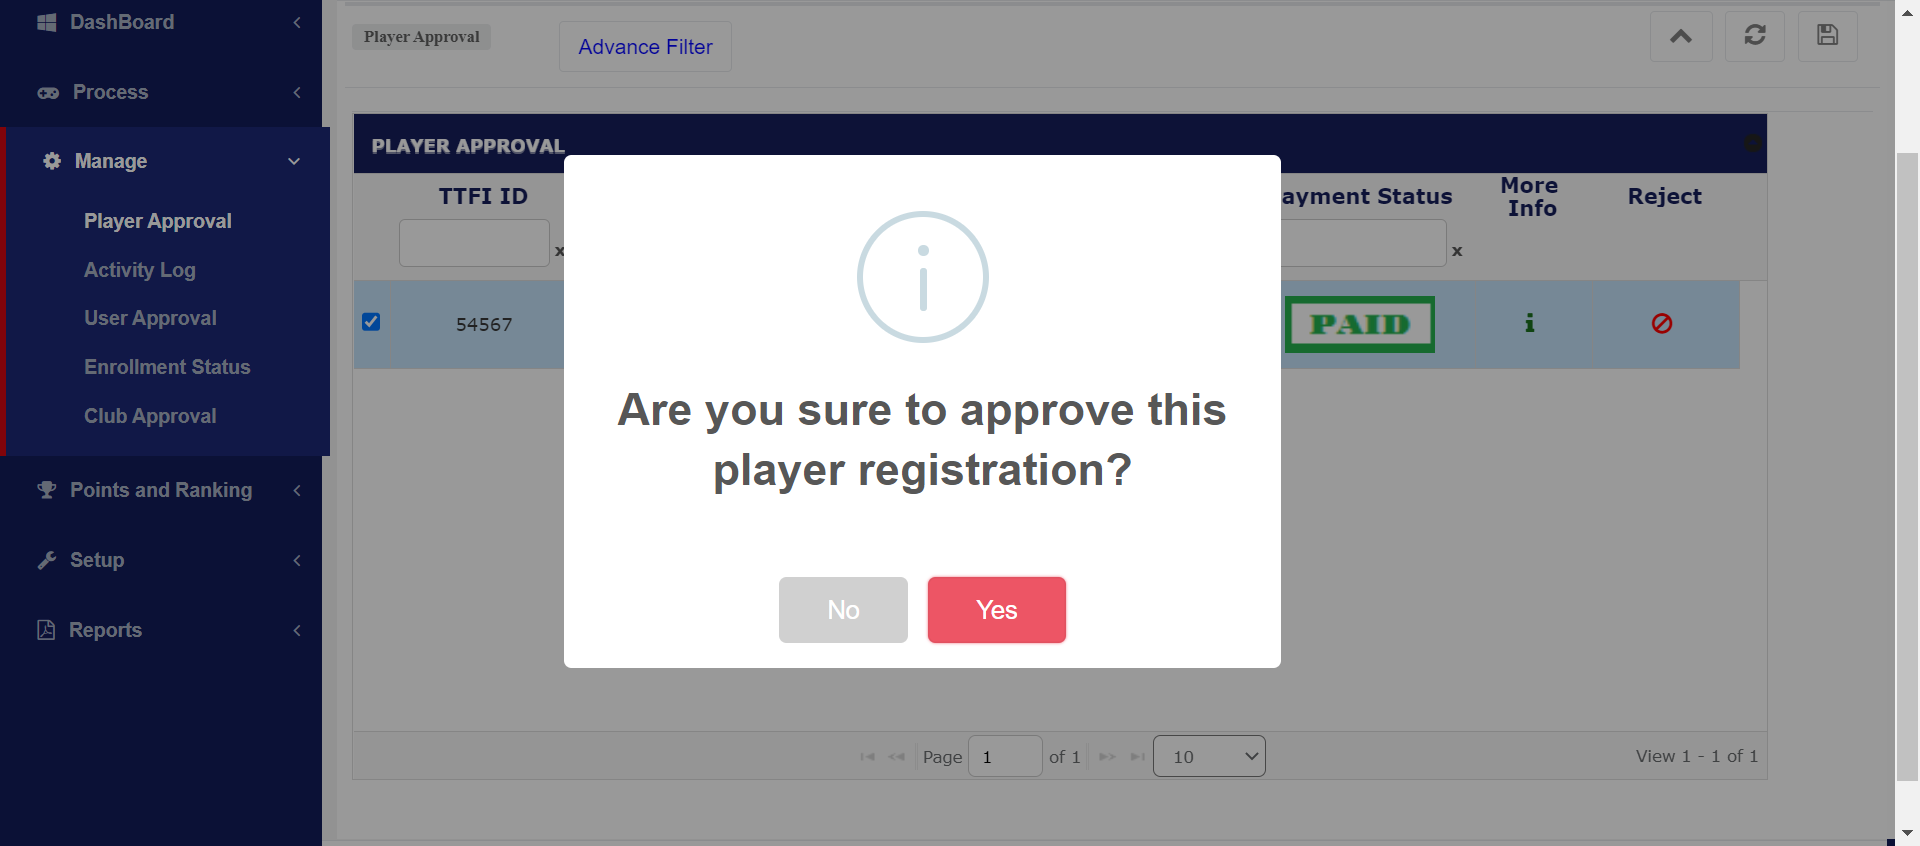 DashBoard
Process
Manage
Player Approval
Activity Log
User Approval
Enrollment Status
Club Approval
Points and Ranking
Setup
Reports
Player Approval
Advance Filter
PLAYER APPROVAL
TTFI ID
ayment Status
More
Info
Reject
x
x
54567
PAID
Are you sure to approve this
player registration?
No
Yes
Page 1 of 1
10
View 1 - 1 of 1